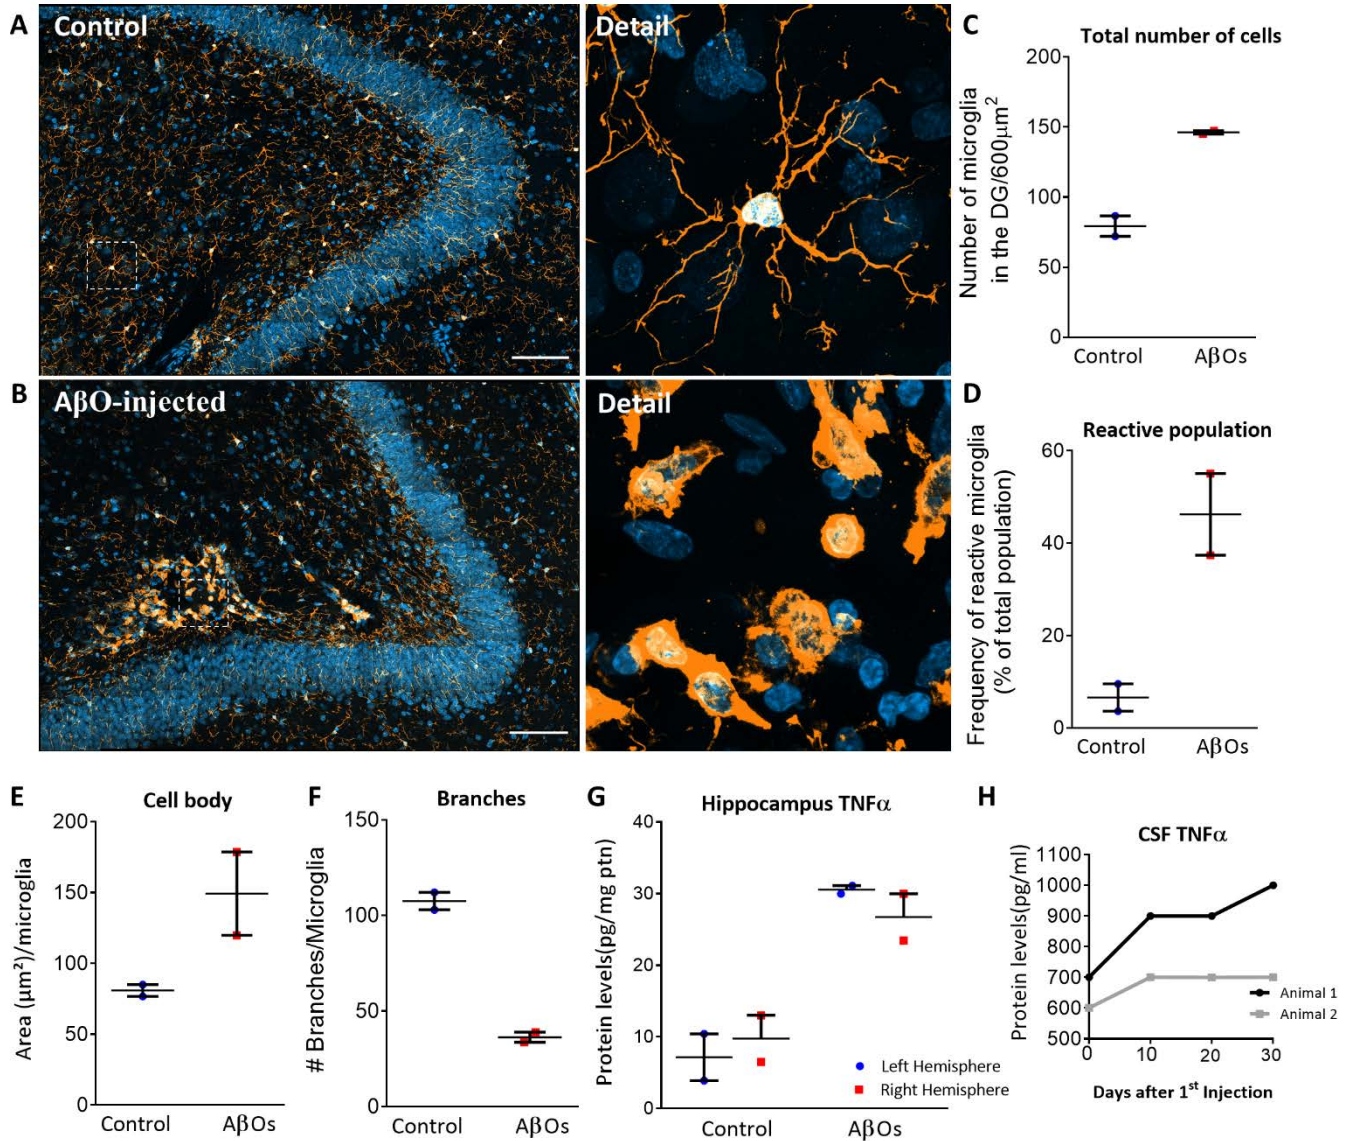 A
Control
Detail
B
AβO-injected
Detail
C
Total number of cells
Number of microglia
in the DG/600μm²
200
150
100
50
0
Control
AβOs
D
Reactive population
Frequency of reactive microglia
(% of total population)
60
40
20
0
Control
AβOs
E
Cell body
Area (μm²)/microglia
200
150
100
50
0
Control
AβOs
F
Branches
# Branches/Microglia
150
100
50
0
Control
AβOs
G
Hippocampus TNFα
Protein levels(pg/mg ptn)
40
30
20
10
0
Control
AβOs
Left Hemisphere
Right Hemisphere
H
CSF TNFα
Protein levels(pg/ml)
1100
1000
900
800
700
600
500
0
10
20
30
Animal 1
Animal 2
Days after 1st Injection